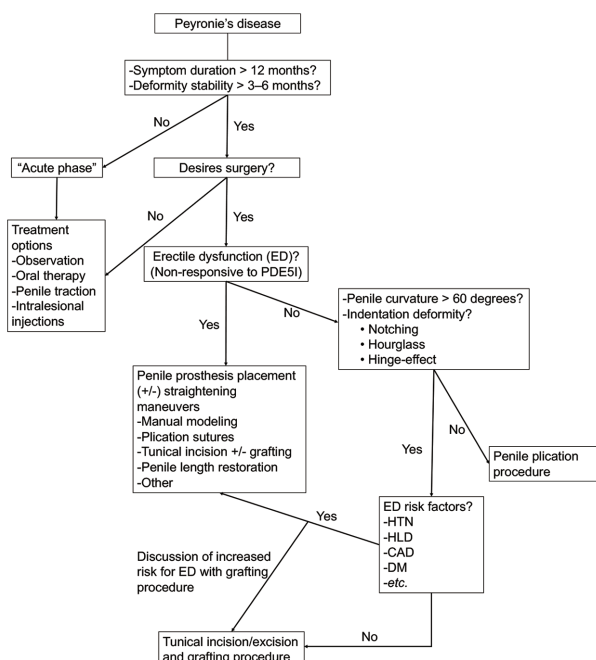 Peyronie's disease
-Symptom duration > 12 months?
-Deformity stability > 3–6 months?
No
Yes
"Acute phase"
Desires surgery?
No
Yes
Treatment
options
-Observation
-Oral therapy
-Penile traction
-Intralesional
injections
Erectile dysfunction (ED)?
(Non-responsive to PDE5I)
Yes
No
-Penile curvature > 60 degrees?
-Indentation deformity?
• Notching
• Hourglass
• Hinge-effect
Penile prosthesis placement
(+/-) straightening
maneuvers
-Manual modeling
-Plication sutures
-Tunical incision +/- grafting
-Penile length restoration
-Other
Yes
No
Penile plication
procedure
ED risk factors?
-HTN
-HLD
-CAD
-DM
-etc.
Yes
Discussion of increased
risk for ED with grafting
procedure
No
Tunical incision/excision
and grafting procedure